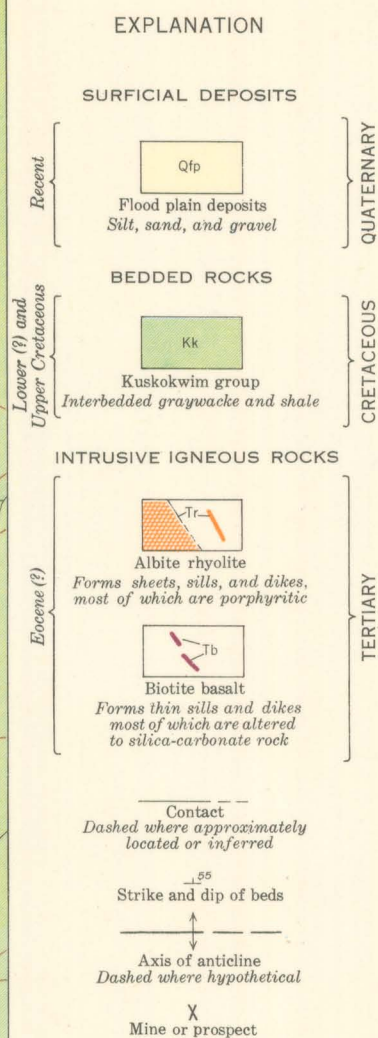 EXPLANATION
SURFICIAL DEPOSITS
Recent
Qfp
Flood plain deposits
Silt, sand, and gravel
QUATERNARY
BEDDED ROCKS
Lower (?) and
Upper Cretaceous
Kk
Kuskokwim group
Interbedded graywacke and shale
CRETACEOUS
INTRUSIVE IGNEOUS ROCKS
Eocene (?)
Tr
Albite rhyolite
Forms sheets, sills, and dikes,
most of which are porphyritic
Tb
Biotite basalt
Forms thin sills and dikes
most of which are altered
to silica-carbonate rock
TERTIARY
Contact
Dashed where approximately
located or inferred
55
Strike and dip of beds
Axis of anticline
Dashed where hypothetical
X
Mine or prospect